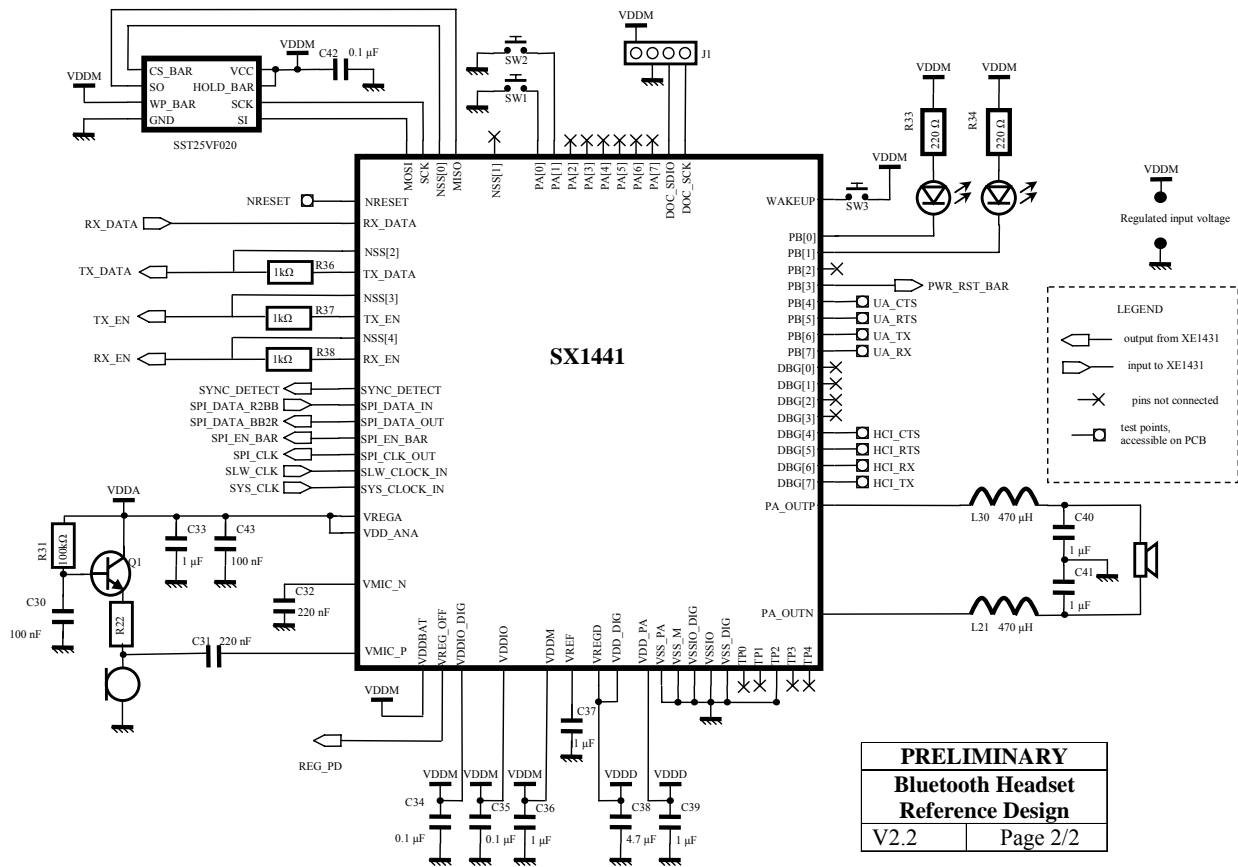 VDDM
C42
0.1 µF
VDDM
CS_BAR
SO
WP_BAR
GND
VCC
HOLD_BAR
SCK
SI
SST25VF020
VDDM
SW2
SW1
VDDM
J1
VDDM
VDDM
R33
220 Ω
R34
220 Ω
MOSI
SCK
NSS[0]
MISO
NSS[1]
PA[0]
PA[1]
PA[2]
PA[3]
PA[4]
PA[5]
PA[6]
PA[7]
DOC_SDIO
DOC_SCK
NRESET
NRESET
RX_DATA
RX_DATA
NSS[2]
TX_DATA
1kΩ
R36
TX_DATA
NSS[3]
TX_EN
1kΩ
R37
TX_EN
NSS[4]
RX_EN
1kΩ
R38
RX_EN
SYNC_DETECT
SYNC_DETECT
SPI_DATA_R2BB
SPI_DATA_IN
SPI_DATA_BB2R
SPI_DATA_OUT
SPI_EN_BAR
SPI_EN_BAR
SPI_CLK
SPI_CLK_OUT
SLW_CLK
SLW_CLOCK_IN
SYS_CLK
SYS_CLOCK_IN
SX1441
VDDM
WAKEUP
SW3
PB[0]
PB[1]
PB[2]
PB[3]
PWR_RST_BAR
PB[4]
UA_CTS
PB[5]
UA_RTS
PB[6]
UA_TX
PB[7]
UA_RX
DBG[0]
DBG[1]
DBG[2]
DBG[3]
DBG[4]
HCI_CTS
DBG[5]
HCI_RTS
DBG[6]
HCI_RX
DBG[7]
HCI_TX
VDDM
Regulated input voltage
LEGEND
output from XE1431
input to XE1431
pins not connected
test points,
accessible on PCB
VDDA
VREGA
VDD_ANA
R31
100kΩ
Q1
C33
1 µF
C43
100 nF
C30
100 nF
R22
C32
220 nF
VMIC_N
C31
220 nF
VMIC_P
PA_OUTP
L30
470 µH
C40
1 µF
C41
1 µF
PA_OUTN
L21
470 µH
VDDBAT
VREG_OFF
VDDIO_DIG
VDDIO
VDDM
VREF
VREGD
VDD_DIG
VDD_PA
VSS_PA
VSS_M
VSSIO_DIG
VSSIO
VSS_DIG
TP0
TP1
TP2
TP3
TP4
VDDM
REG_PD
C37
1 µF
VDDM
C34
0.1 µF
VDDM
C35
0.1 µF
VDDM
C36
1 µF
VDDD
C38
4.7 µF
VDDD
C39
1 µF
PRELIMINARY
Bluetooth Headset
Reference Design
V2.2
Page 2/2